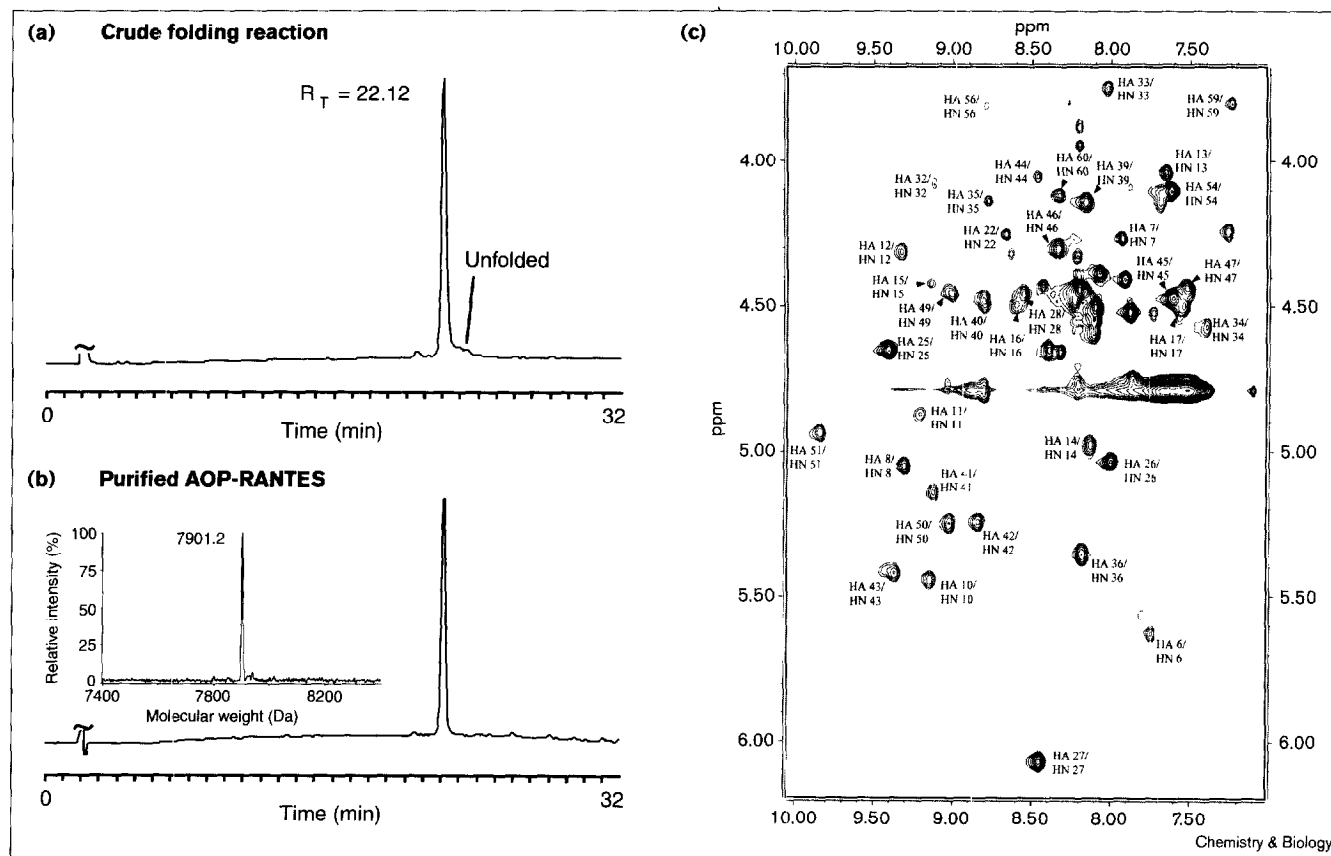 (a) Crude folding reaction
R T = 22.12
Unfolded
0 32
Time (min)
(b) Purified AOP-RANTES
Relative intensity (%)
100
75
50
25
0
7901.2
7400 7800 8200
Molecular weight (Da)
0 32
Time (min)
(c)
ppm
10.00 9.50 9.00 8.50 8.00 7.50
ppm
4.00
4.50
5.00
5.50
6.00
HA 56/
HN 56
HA 33/
HN 33
HA 59/
HN 59
HA 32/
HN 32
HA 44/
HN 44
HA 60/
HN 60
HA 39/
HN 39
HA 13/
HN 13
HA 35/
HN 35
HA 54/
HN 54
HA 12/
HN 12
HA 22/
HN 22
HA 46/
HN 46
HA 7/
HN 7
HA 15/
HN 15
HA 45/
HN 45
HA 47/
HN 47
HA 49/
HN 49
HA 40/
HN 40
HA 28/
HN 28
HA 16/
HN 16
HA 17/
HN 17
HA 34/
HN 34
HA 25/
HN 25
HA 11/
HN 11
HA 51/
HN 51
HA 14/
HN 14
HA 8/
HN 8
HA 41/
HN 41
HA 26/
HN 26
HA 50/
HN 50
HA 42/
HN 42
HA 36/
HN 36
HA 43/
HN 43
HA 10/
HN 10
HA 6/
HN 6
HA 27/
HN 27
4.00
4.50
5.00
5.50
6.00
10.00 9.50 9.00 8.50 8.00 7.50
Chemistry & Biology